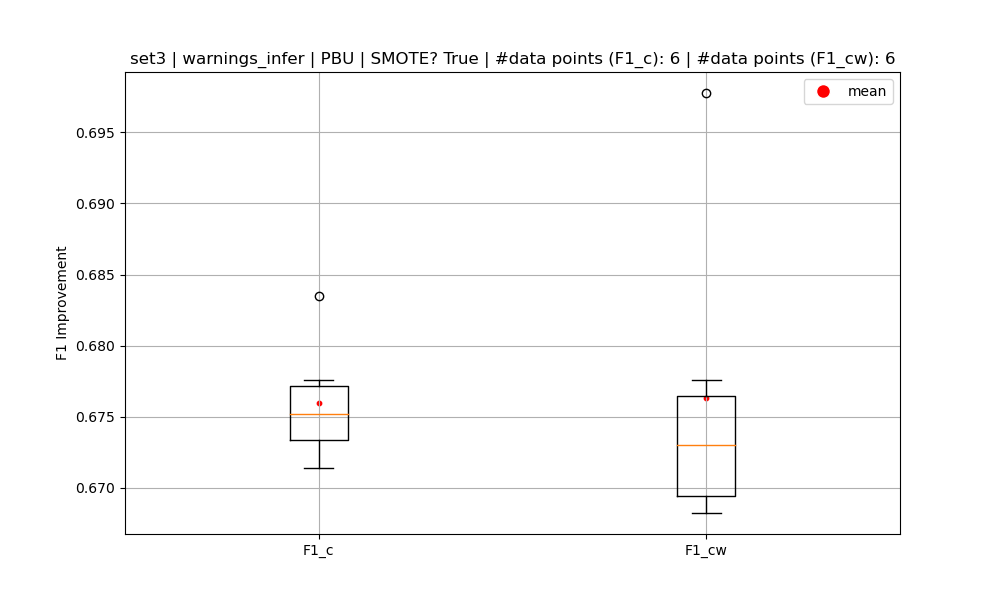 set3 | warnings_infer | PBU | SMOTE? True | #data points (F1_c): 6 | #data points (F1_cw): 6
mean
0.695
0.690
0.685
0.680
0.675
0.670
F1 Improvement
F1_c
F1_cw